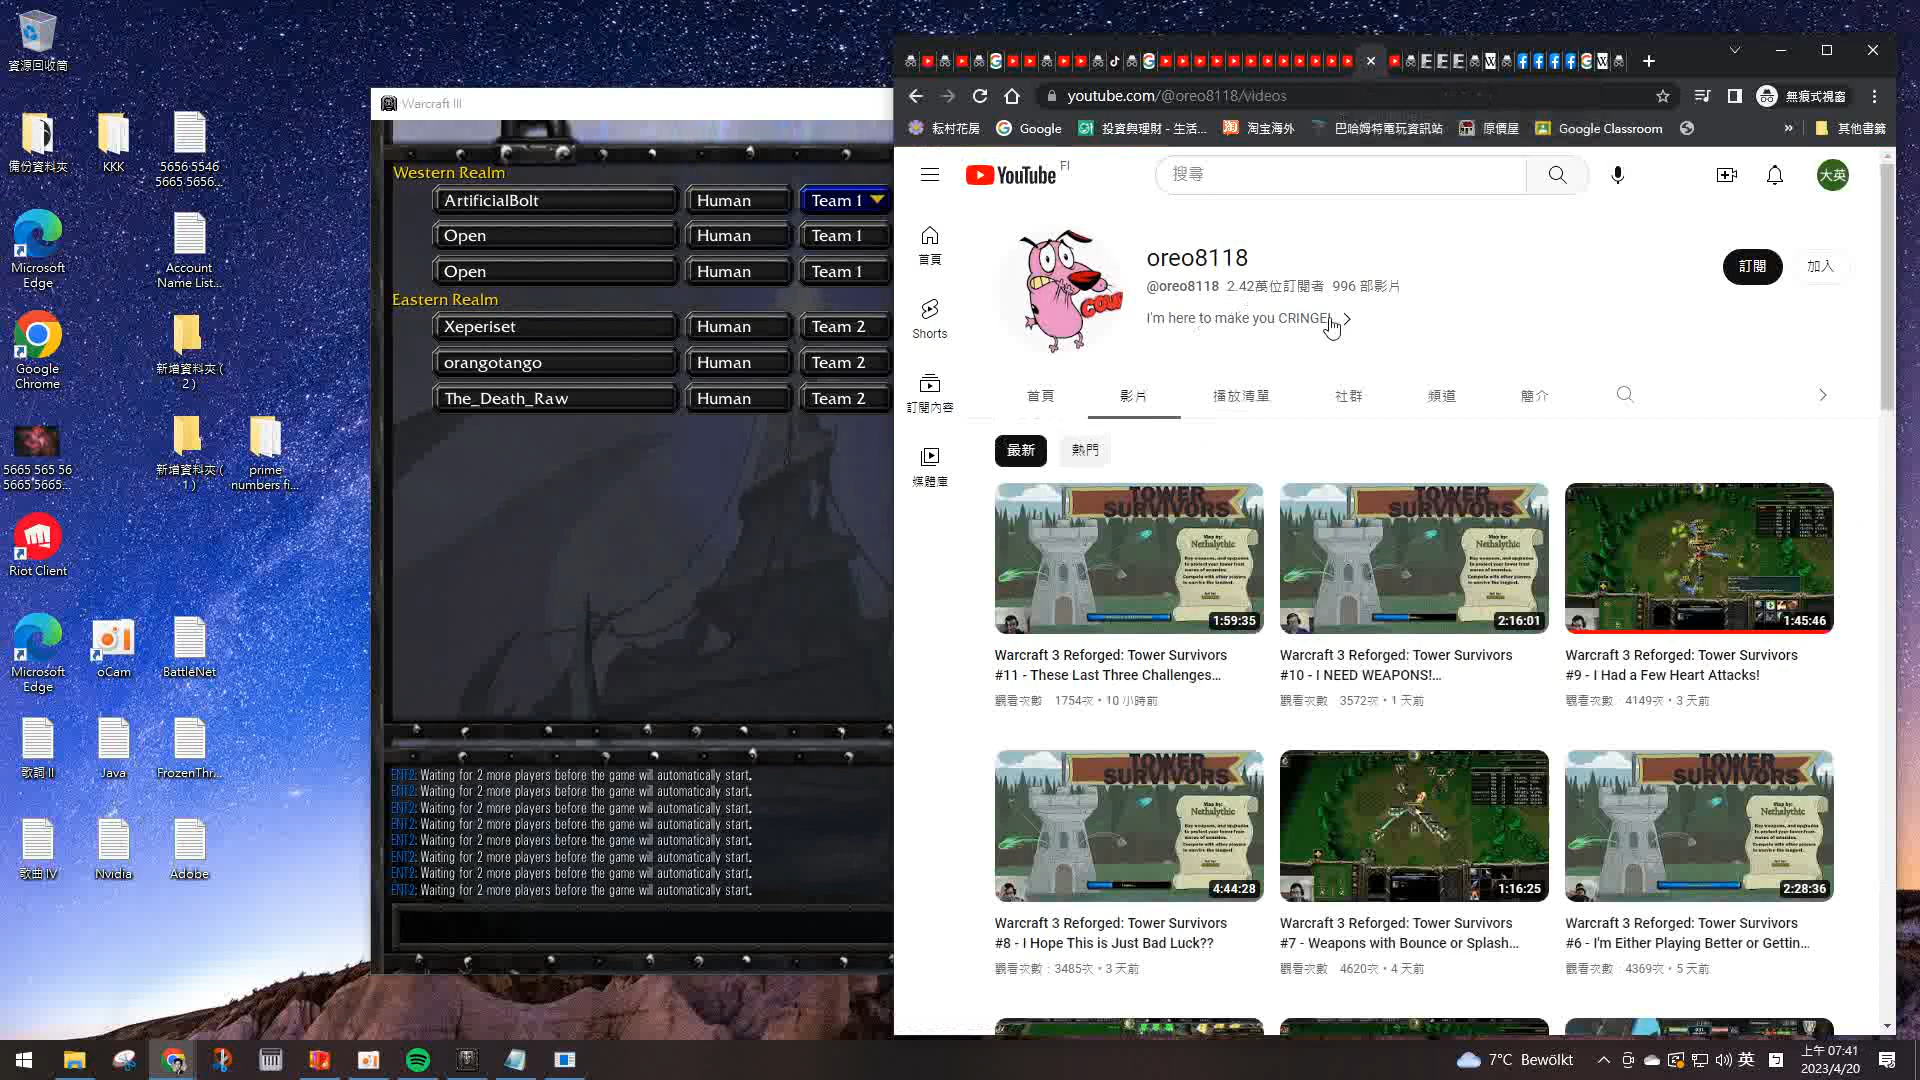 資源回收筒
備份資料夾
KKK
5656 5546
5665 5656...
Microsoft
Edge
Account
Name List...
Google
Chrome
新增資料夾 (
2 )
5665 565 56
5665 5665...
新增資料夾 (
1 )
prime
numbers fi...
Riot Client
Microsoft
Edge
oCam
BattleNet
歌詞 II
Java
FrozenThr...
歌曲 IV
Nvidia
Adobe
Warcraft III
Western Realm
ArtificialBolt Human Team 1
Open Human Team 1
Open Human Team 1
Eastern Realm
Xeperiset Human Team 2
orangotango Human Team 2
The_Death_Raw Human Team 2
ENT2: Waiting for 2 more players before the game will automatically start.
ENT2: Waiting for 2 more players before the game will automatically start.
ENT2: Waiting for 2 more players before the game will automatically start.
ENT2: Waiting for 2 more players before the game will automatically start.
ENT2: Waiting for 2 more players before the game will automatically start.
ENT2: Waiting for 2 more players before the game will automatically start.
ENT2: Waiting for 2 more players before the game will automatically start.
ENT2: Waiting for 2 more players before the game will automatically start.
youtube.com/@oreo8118/videos
無痕式視窗
耘村花房 Google 投資與理財 - 生活... 淘宝海外 巴哈姆特電玩資訊站 原價屋 Google Classroom » 其他書籤
YouTube FI
搜尋
大英
首頁
Shorts
訂閱內容
媒體庫
oreo8118
@oreo8118 2.42萬位訂閱者 996 部影片
I'm here to make you CRINGE!
訂閱
加入
首頁 影片 播放清單 社群 頻道 簡介
最新 熱門
TOWER SURVIVORS
Map by:
Nethalythic
1:59:35
TOWER SURVIVORS
Map by:
Nethalythic
2:16:01
1:45:46
Warcraft 3 Reforged: Tower Survivors
#11 - These Last Three Challenges...
觀看次數:1754次 • 10 小時前
Warcraft 3 Reforged: Tower Survivors
#10 - I NEED WEAPONS!...
觀看次數:3572次 • 1 天前
Warcraft 3 Reforged: Tower Survivors
#9 - I Had a Few Heart Attacks!
觀看次數:4149次 • 3 天前
TOWER SURVIVORS
Map by:
Nethalythic
4:44:28
1:16:25
TOWER SURVIVORS
Map by:
Nethalythic
2:28:36
Warcraft 3 Reforged: Tower Survivors
#8 - I Hope This is Just Bad Luck??
觀看次數:3485次 • 3 天前
Warcraft 3 Reforged: Tower Survivors
#7 - Weapons with Bounce or Splash...
觀看次數:4620次 • 4 天前
Warcraft 3 Reforged: Tower Survivors
#6 - I'm Either Playing Better or Gettin...
觀看次數:4369次 • 5 天前
7°C Bewölkt
英
上午 07:41
2023/4/20